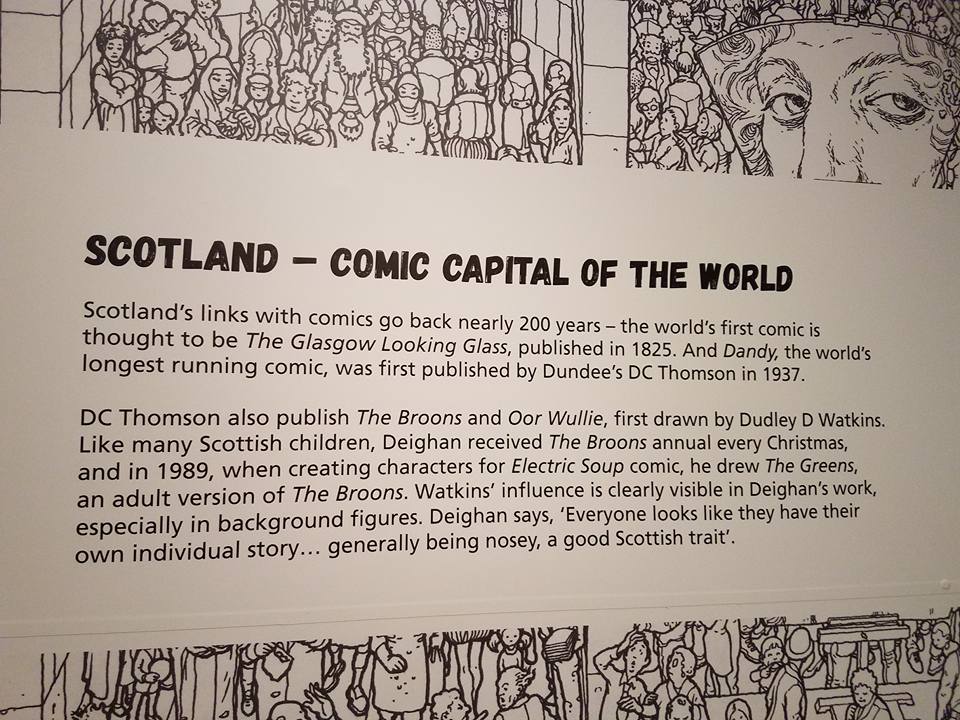 SCOTLAND – COMIC CAPITAL OF THE WORLD
Scotland's links with comics go back nearly 200 years – the world's first comic is
thought to be The Glasgow Looking Glass, published in 1825. And Dandy, the world's
longest running comic, was first published by Dundee's DC Thomson in 1937.
DC Thomson also publish The Broons and Oor Wullie, first drawn by Dudley D Watkins.
Like many Scottish children, Deighan received The Broons annual every Christmas,
and in 1989, when creating characters for Electric Soup comic, he drew The Greens,
an adult version of The Broons. Watkins' influence is clearly visible in Deighan's work,
especially in background figures. Deighan says, 'Everyone looks like they have their
own individual story... generally being nosey, a good Scottish trait'.